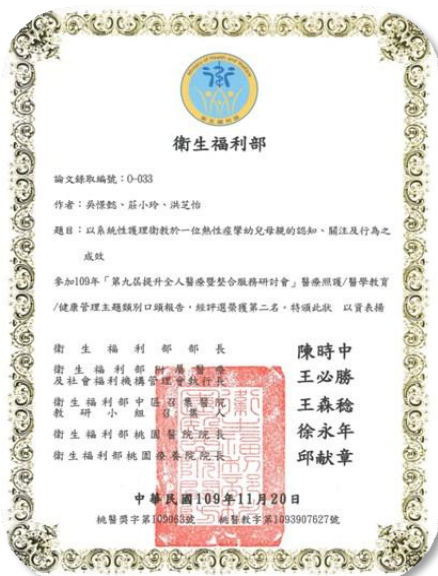 Ministry of Health and Welfare
衛生福利部
衛生福利部
論文錄取編號：O-033
作者：吳憬懿、莊小玲、洪芝怡
題目：以系統性護理衛教於一位熱性痙攣幼兒母親的認知、關注及行為之
成效
參加109年「第九屆提升全人醫療暨整合服務研討會」醫療照護/醫學教育
/健康管理主題類別口頭報告，經評選榮獲第二名。特頒此狀 以資表揚
衛生福利部部長 陳時中
衛生福利部附屬醫療
及社會福利機構管理會執行長 王必勝
衛生福利部中區召集醫院
教研小組召集人 王森稔
衛生福利部桃園醫院院長 徐永年
衛生福利部桃園療養院院長 邱献章
中華民國109年11月20日
桃醫獎字第109063號 桃醫教字第1093907627號